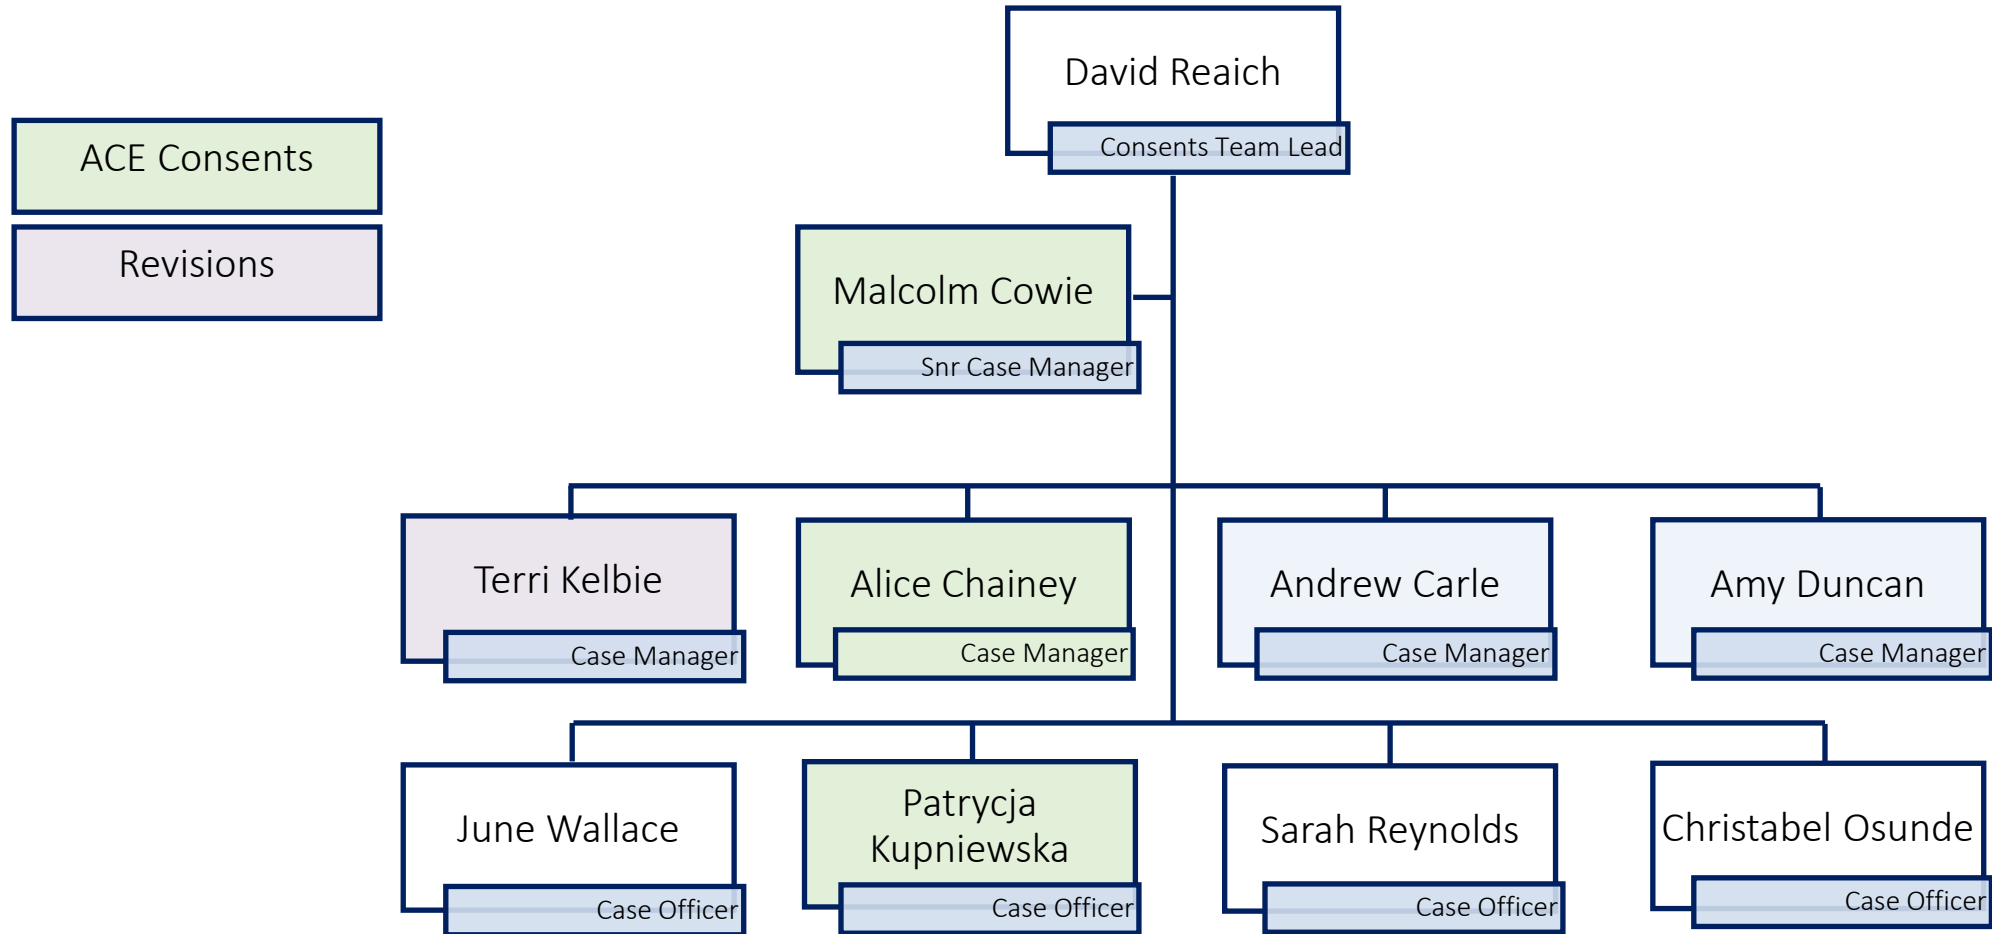 David Reaich
Consents Team Lead
ACE Consents
Revisions
Malcolm Cowie
Snr Case Manager
Terri Kelbie
Case Manager
Alice Chainey
Case Manager
Andrew Carle
Case Manager
Amy Duncan
Case Manager
June Wallace
Case Officer
Patrycja
Kupniewska
Case Officer
Sarah Reynolds
Case Officer
Christabel Osunde
Case Officer